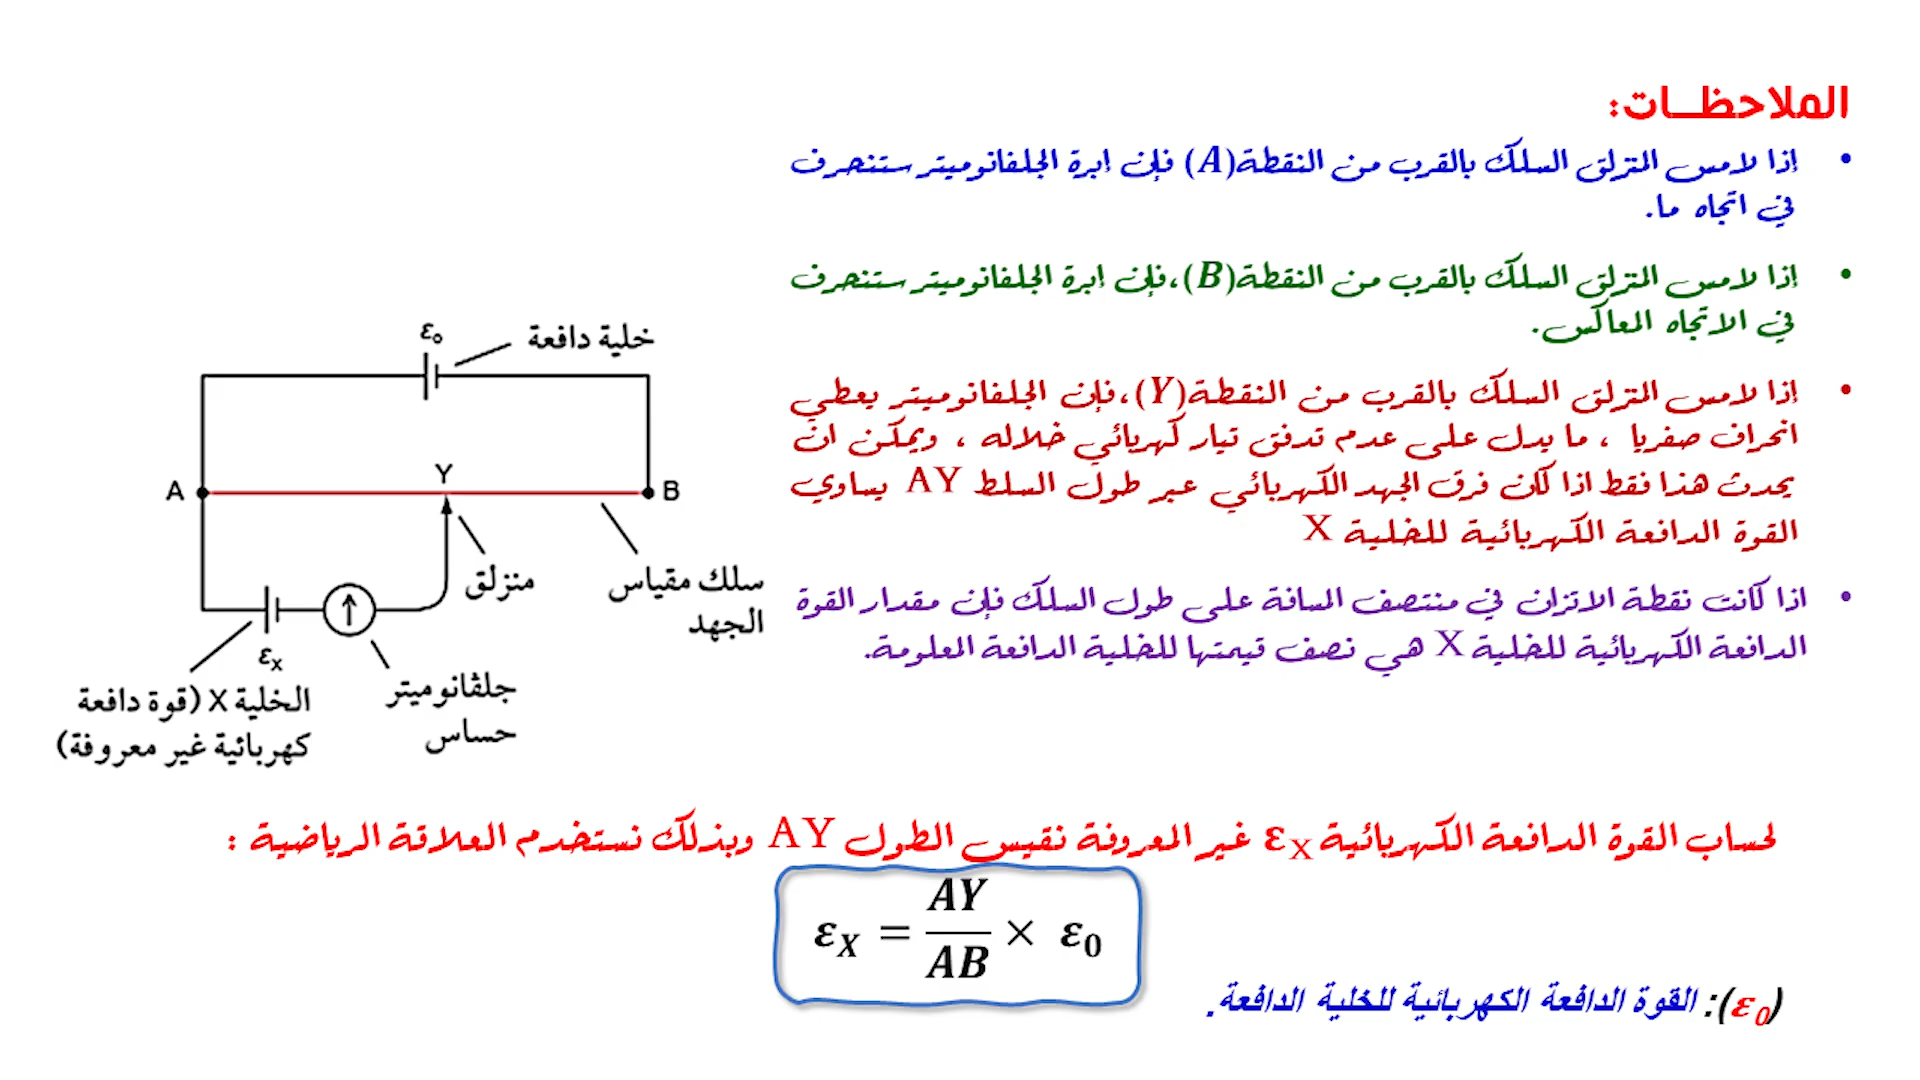 الملاحظـات:
• إذا لامس المنزلق السلك بالقرب من النقطة(A) فإن إبرة الجلفانوميتر ستنحرف
في اتجاه ما.
• إذا لامس المنزلق السلك بالقرب من النقطة(B)،فإن إبرة الجلفانوميتر ستنحرف
في الاتجاه المعاكس.
• إذا لامس المنزلق السلك بالقرب من النقطة(Y)،فإن الجلفانوميتر يعطي
انحراف صفريا ، ما يدل على عدم تدفق تيار كهربائي خلاله ، ويمكن ان
يحدث هذا فقط اذا كان فرق الجهد الكهربائي عبر طول السلط AY يساوي
القوة الدافعة الكهربائية للخلية X
• اذا كانت نقطة الاتزان في منتصف المسافة على طول السلك فإن مقدار القوة
الدافعة الكهربائية للخلية X هي نصف قيمتها للخلية الدافعة المعلومة.
ε₀
خلية دافعة
A
Y
B
منزلق
سلك مقياس
الجهد
εₓ
الخلية X (قوة دافعة
كهربائية غير معروفة)
جلڤانوميتر
حساس
لحساب القوة الدافعة الكهربائية εₓ غير المعروفة نقيس الطول AY وبذلك نستخدم العلاقة الرياضية :
εX = AY/AB × ε0
(ε0): القوة الدافعة الكهربائية للخلية الدافعة.